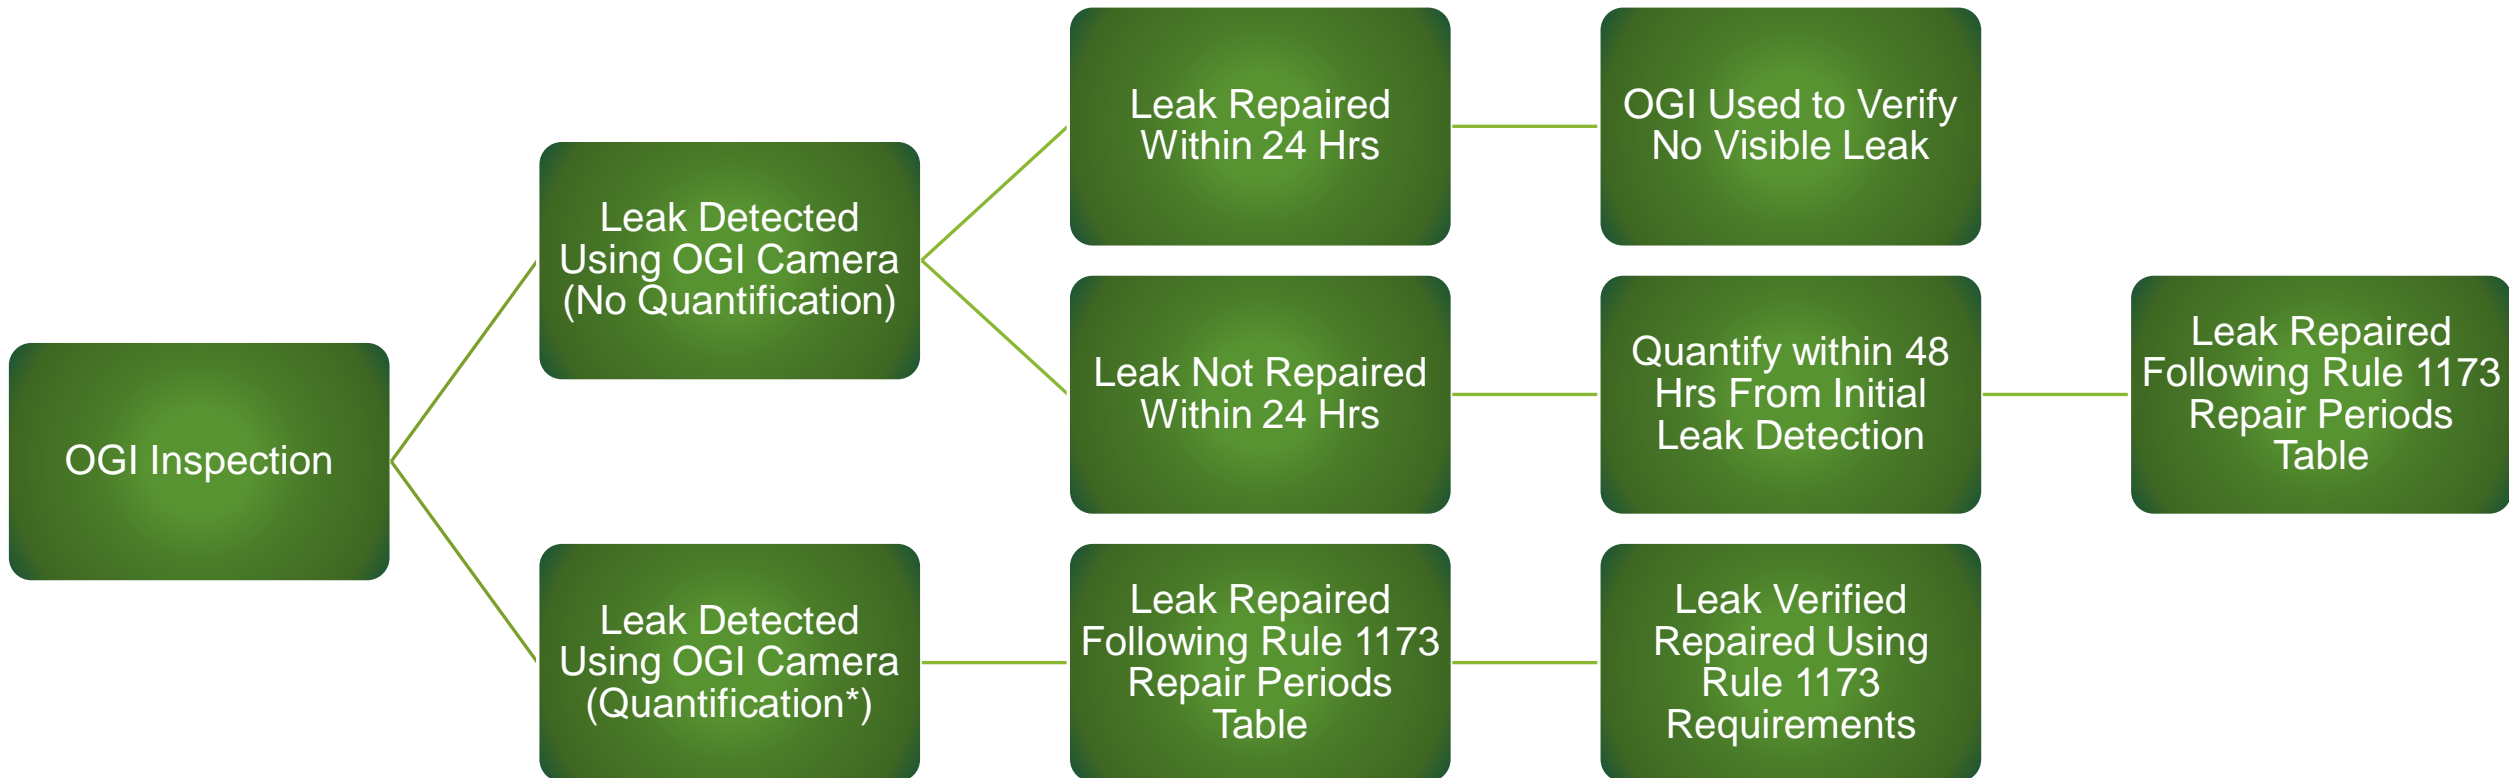 OGI Inspection
Leak Detected
Using OGI Camera
(No Quantification)
Leak Repaired
Within 24 Hrs
OGI Used to Verify
No Visible Leak
Leak Not Repaired
Within 24 Hrs
Quantify within 48
Hrs From Initial
Leak Detection
Leak Repaired
Following Rule 1173
Repair Periods
Table
Leak Detected
Using OGI Camera
(Quantification*)
Leak Repaired
Following Rule 1173
Repair Periods
Table
Leak Verified
Repaired Using
Rule 1173
Requirements